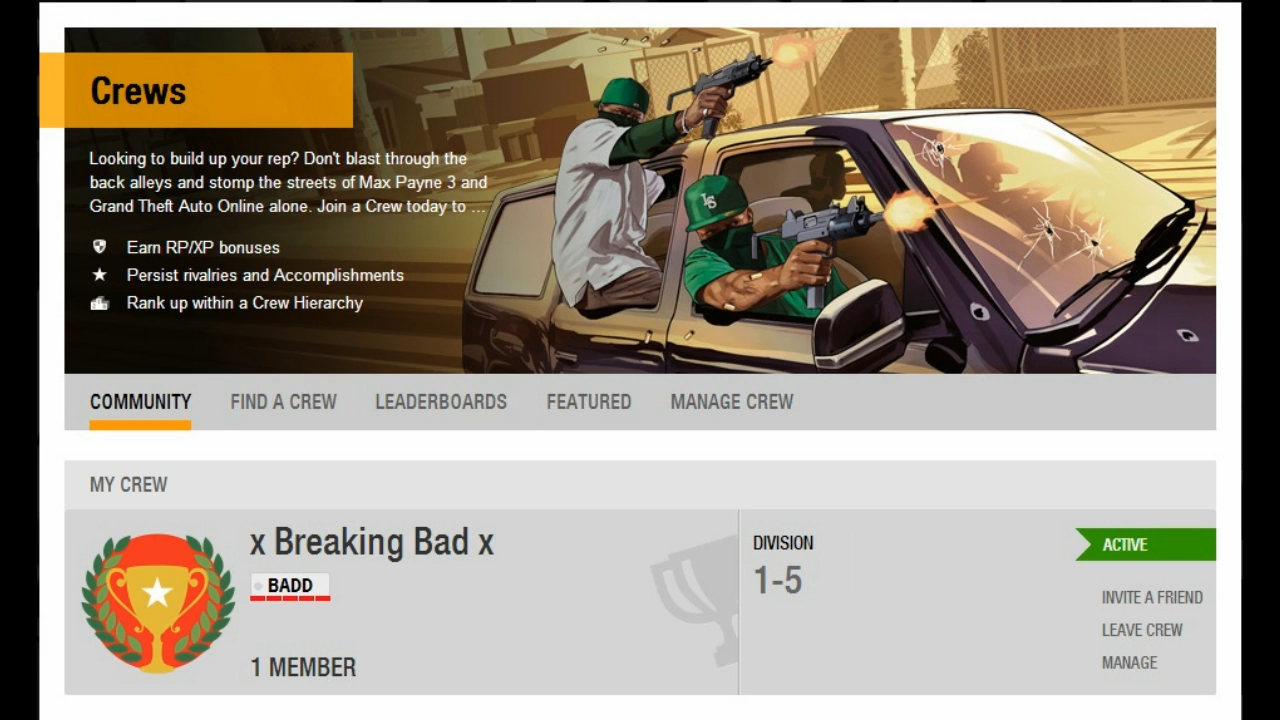 Crews
Looking to build up your rep? Don't blast through the
back alleys and stomp the streets of Max Payne 3 and
Grand Theft Auto Online alone. Join a Crew today to ...
Earn RP/XP bonuses
Persist rivalries and Accomplishments
Rank up within a Crew Hierarchy
LS
COMMUNITY FIND A CREW LEADERBOARDS FEATURED MANAGE CREW
MY CREW
x Breaking Bad x
BADD
1 MEMBER
DIVISION
1-5
ACTIVE
INVITE A FRIEND
LEAVE CREW
MANAGE